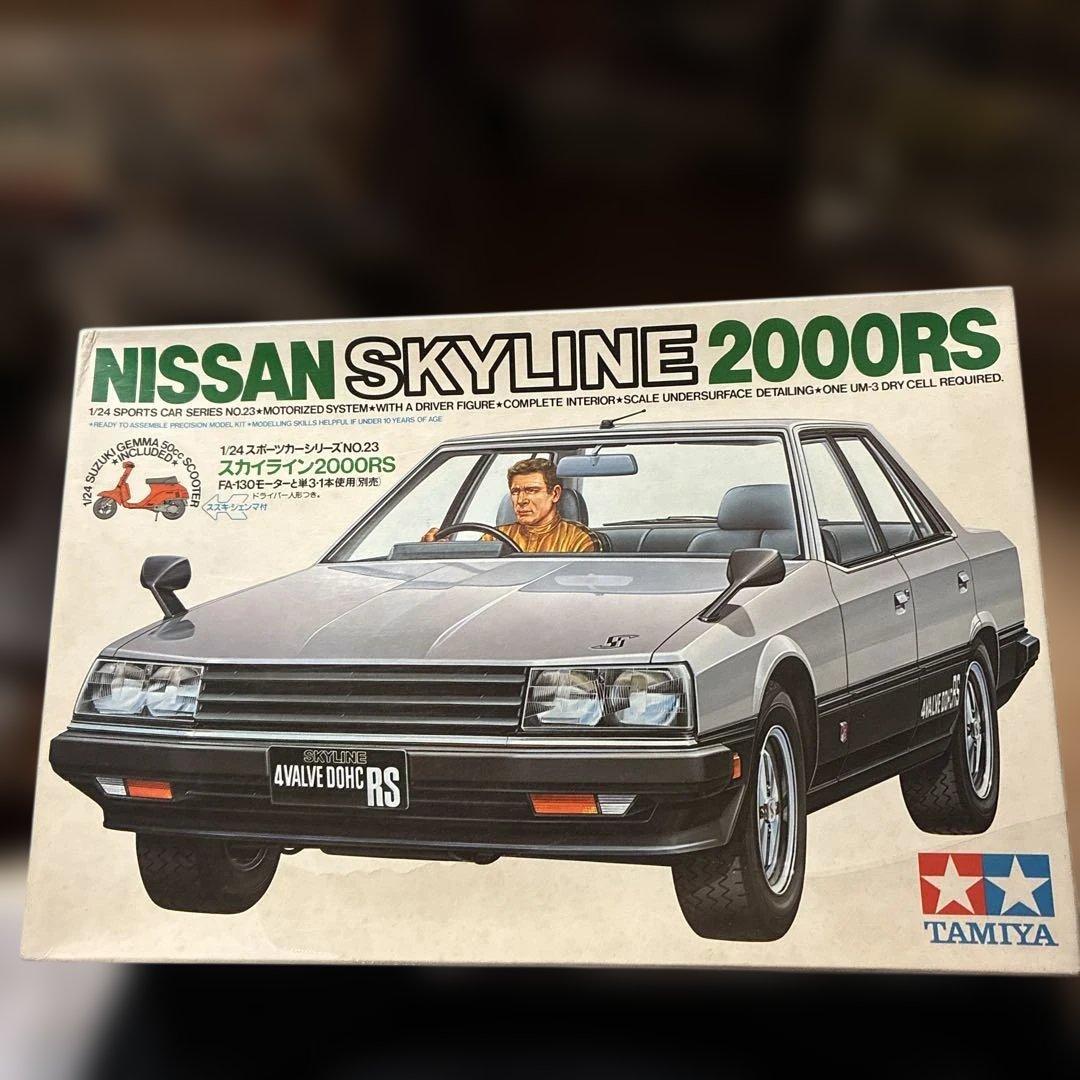 NISSAN SKYLINE 2000RS
1/24 SPORTS CAR SERIES NO.23★MOTORIZED SYSTEM★WITH A DRIVER FIGURE★COMPLETE INTERIOR★SCALE UNDERSURFACE DETAILING★ONE UM-3 DRY CELL REQUIRED.
★READY TO ASSEMBLE PRECISION MODEL KIT ★MODELLING SKILLS HELPFUL IF UNDER 10 YEARS OF AGE
1/24 SUZUKI GEMMA 50cc SCOOTER
★INCLUDED★
1/24スポーツカーシリーズNO.23
スカイライン2000RS
FA-130モーターと単3・1本使用(別売)
ドライバー人形つき。
スズキ・ジェンマ付
SKYLINE
4VALVE DOHC RS
4VALVE DOHC RS
TAMIYA